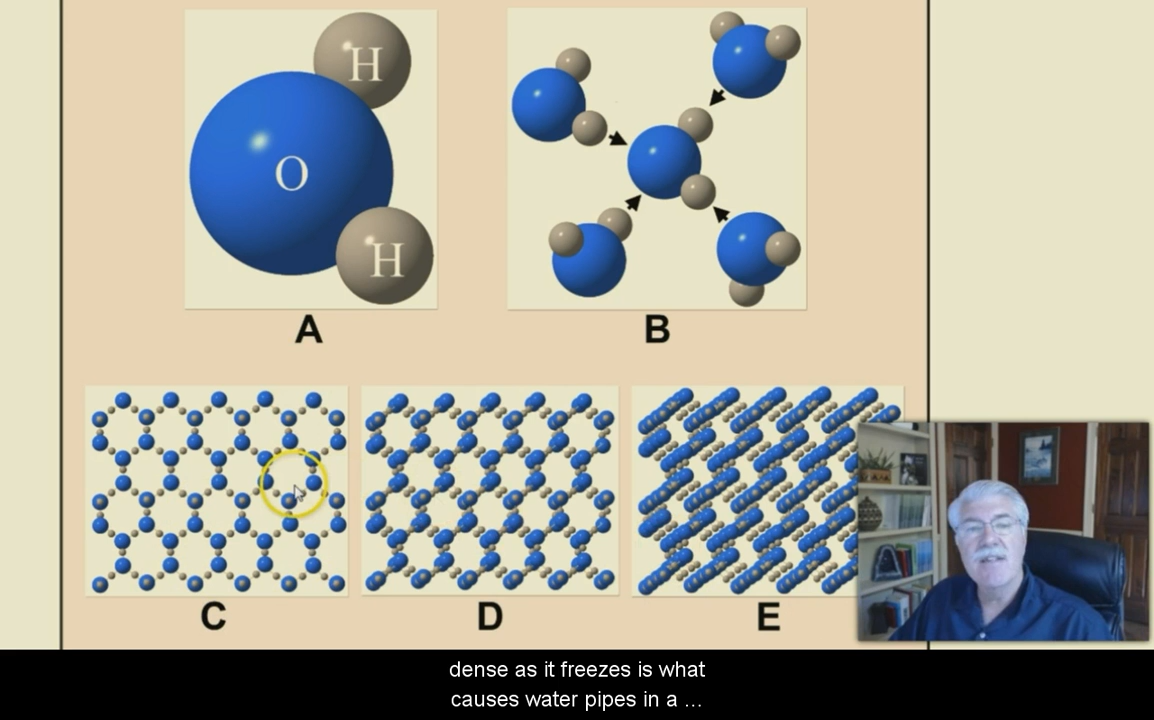 H
O
H
A
B
C
D
E
dense as it freezes is what
causes water pipes in a ...